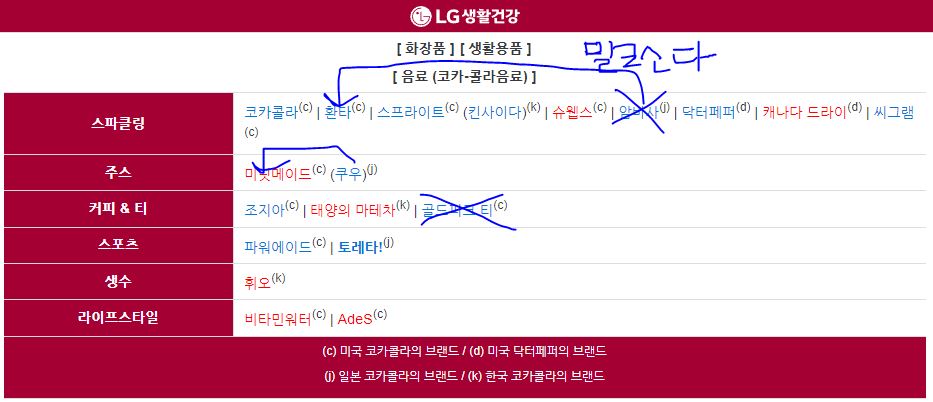 LG생활건강
[ 화장품 ] [ 생활용품 ]
밀크소다
[ 음료 (코카-콜라음료) ]
스파클링
코카콜라(c) | 환타(c) | 스프라이트(c) (킨사이다)(k) | 슈웹스(c) | 암바사(j) | 닥터페퍼(d) | 캐나다 드라이(d) | 씨그램
(c)
주스
미닛메이드(c) (쿠우)(j)
커피 & 티
조지아(c) | 태양의 마테차(k) | 골드피크 티(c)
스포츠
파워에이드(c) | 토레타!(j)
생수
휘오(k)
라이프스타일
비타민워터(c) | AdeS(c)
(c) 미국 코카콜라의 브랜드 / (d) 미국 닥터페퍼의 브랜드
(j) 일본 코카콜라의 브랜드 / (k) 한국 코카콜라의 브랜드